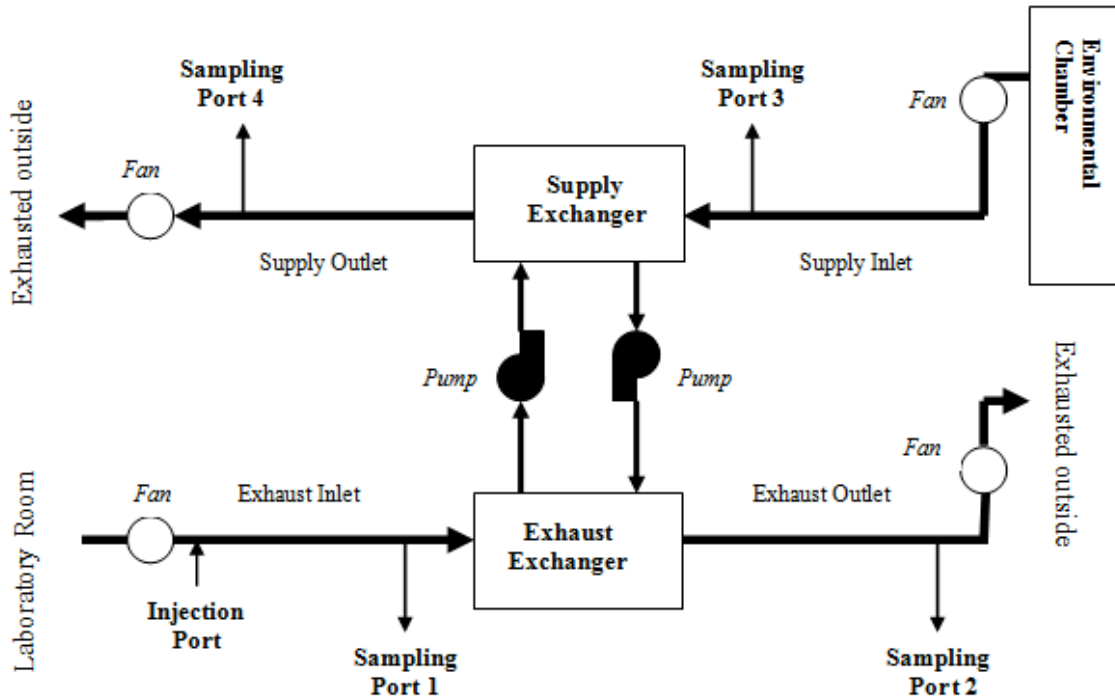 Sampling
Port 4
Sampling
Port 3
Fan
Environmental
Chamber
Exhausted outside
Fan
Supply
Exchanger
Supply Outlet
Supply Inlet
Pump
Pump
Exhausted outside
Laboratory Room
Fan
Exhaust Inlet
Exhaust Outlet
Fan
Exhaust
Exchanger
Injection
Port
Sampling
Port 1
Sampling
Port 2